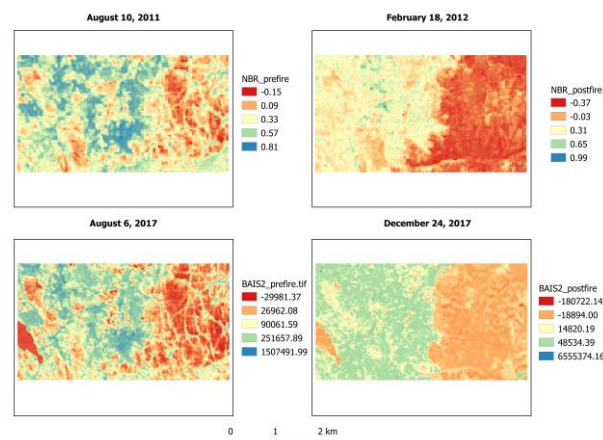 August 10, 2011
February 18, 2012
NBR_prefire
-0.15
0.09
0.33
0.57
0.81
NBR_postfire
-0.37
-0.03
0.31
0.65
0.99
August 6, 2017
December 24, 2017
BAIS2_prefire.tif
-29981.37
26962.08
90061.59
251657.89
1507491.99
BAIS2_postfire
-180722.14
-18894.00
14820.19
48534.39
6555374.16
0 1 2 km